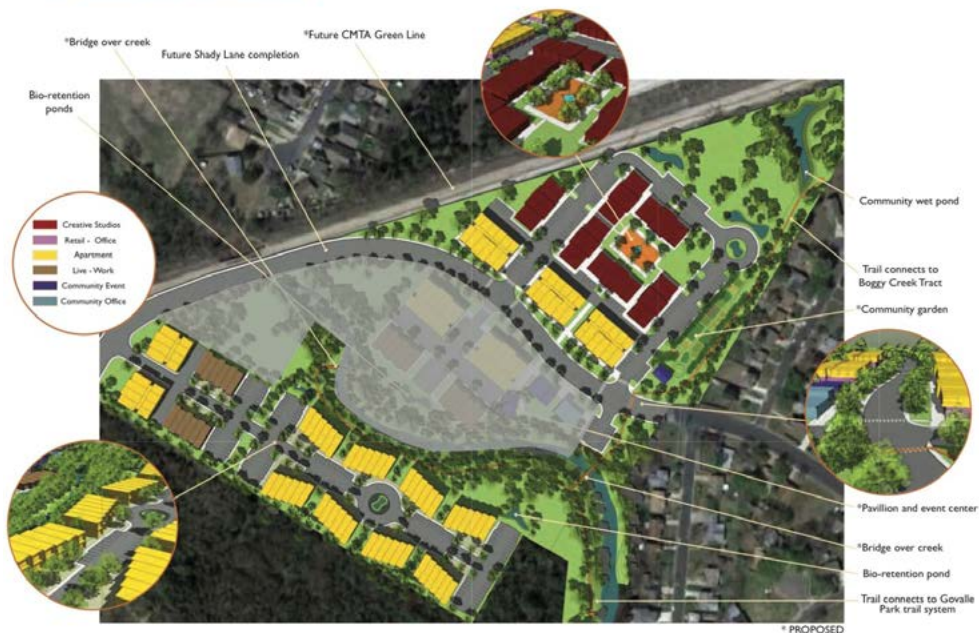 *Bridge over creek
Future Shady Lane completion
*Future CMTA Green Line
Bio-retention
ponds
Creative Studios
Retail - Office
Apartment
Live - Work
Community Event
Community Office
Community wet pond
Trail connects to
Boggy Creek Tract
*Community garden
*Pavillion and event center
*Bridge over creek
Bio-retention pond
Trail connects to Govalle
Park trail system
* PROPOSED